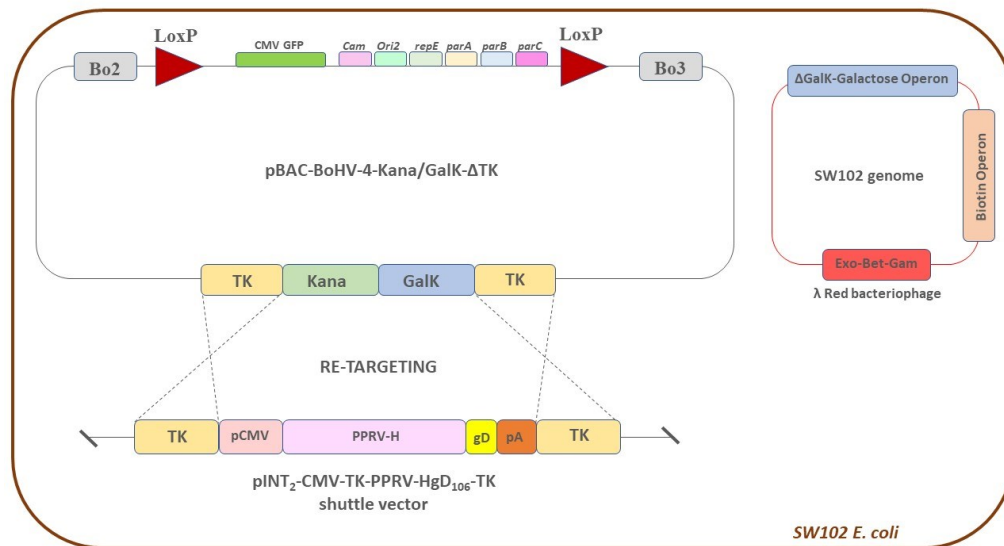 LoxP
CMV GFP
Cam
Ori2
repE
parA
parB
parC
LoxP
Bo2
Bo3
pBAC-BoHV-4-Kana/GalK-ΔTK
TK
Kana
GalK
TK
RE-TARGETING
TK
pCMV
PPRV-H
gD
pA
TK
pINT₂-CMV-TK-PPRV-HgD₁₀₆-TK
shuttle vector
ΔGalK-Galactose Operon
SW102 genome
Biotin Operon
Exo-Bet-Gam
λ Red bacteriophage
SW102 E. coli